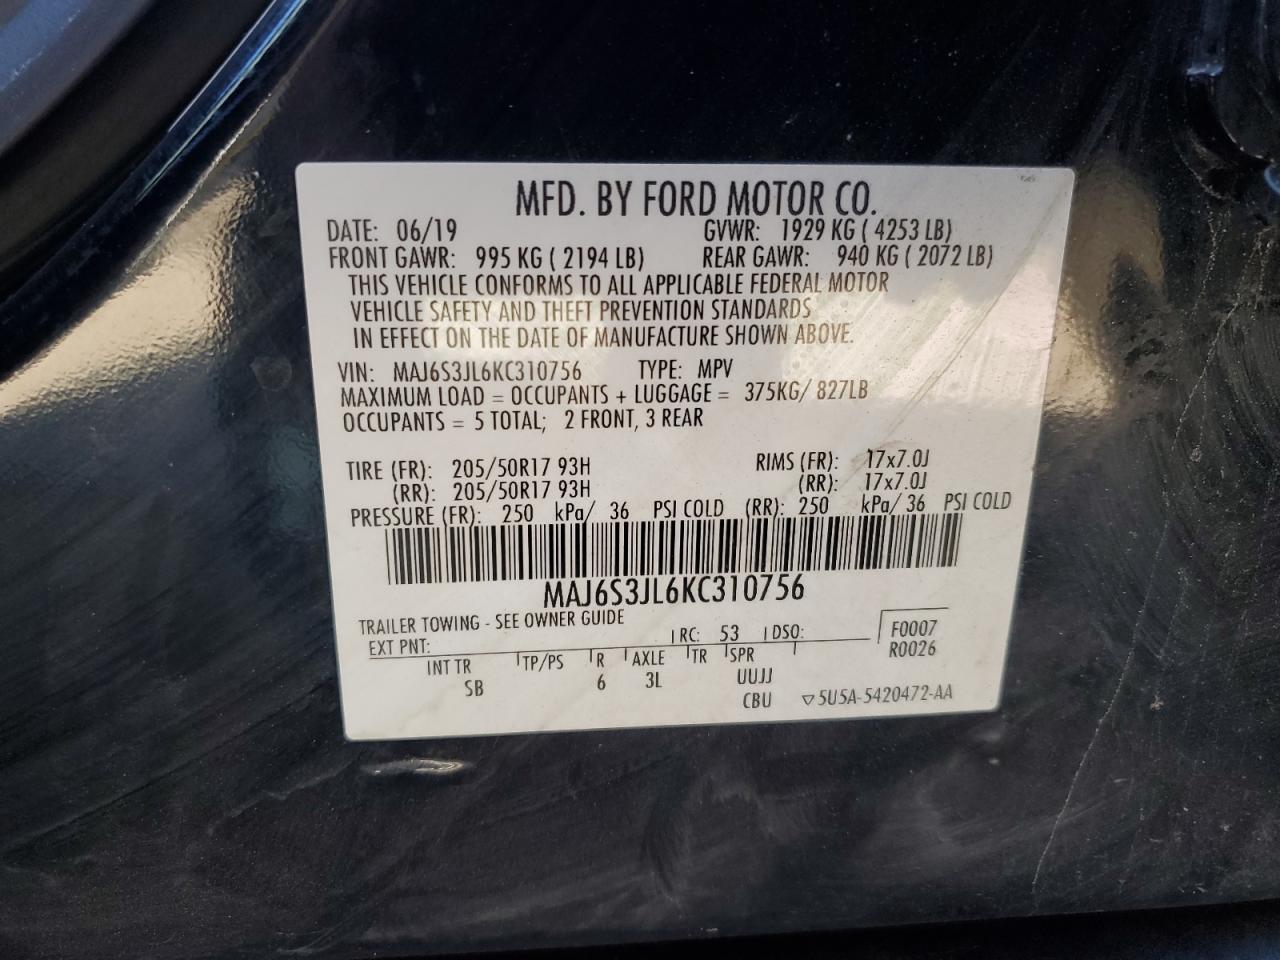 MFD. BY FORD MOTOR CO.
DATE: 06/19 GVWR: 1929 KG ( 4253 LB)
FRONT GAWR: 995 KG ( 2194 LB) REAR GAWR: 940 KG ( 2072 LB)
THIS VEHICLE CONFORMS TO ALL APPLICABLE FEDERAL MOTOR
VEHICLE SAFETY AND THEFT PREVENTION STANDARDS
IN EFFECT ON THE DATE OF MANUFACTURE SHOWN ABOVE.
VIN: MAJ6S3JL6KC310756 TYPE: MPV
MAXIMUM LOAD = OCCUPANTS + LUGGAGE = 375KG/ 827LB
OCCUPANTS = 5 TOTAL; 2 FRONT, 3 REAR
TIRE (FR): 205/50R17 93H RIMS (FR): 17x7.0J
(RR): 205/50R17 93H (RR): 17x7.0J
PRESSURE (FR): 250 kPa/ 36 PSI COLD (RR): 250 kPa/ 36 PSI COLD
MAJ6S3JL6KC310756
TRAILER TOWING - SEE OWNER GUIDE
EXT PNT: RC: 53 DSO: F0007
R0026
INT TR TP/PS R AXLE TR SPR
SB 6 3L UUJJ
CBU ▽5U5A-5420472-AA